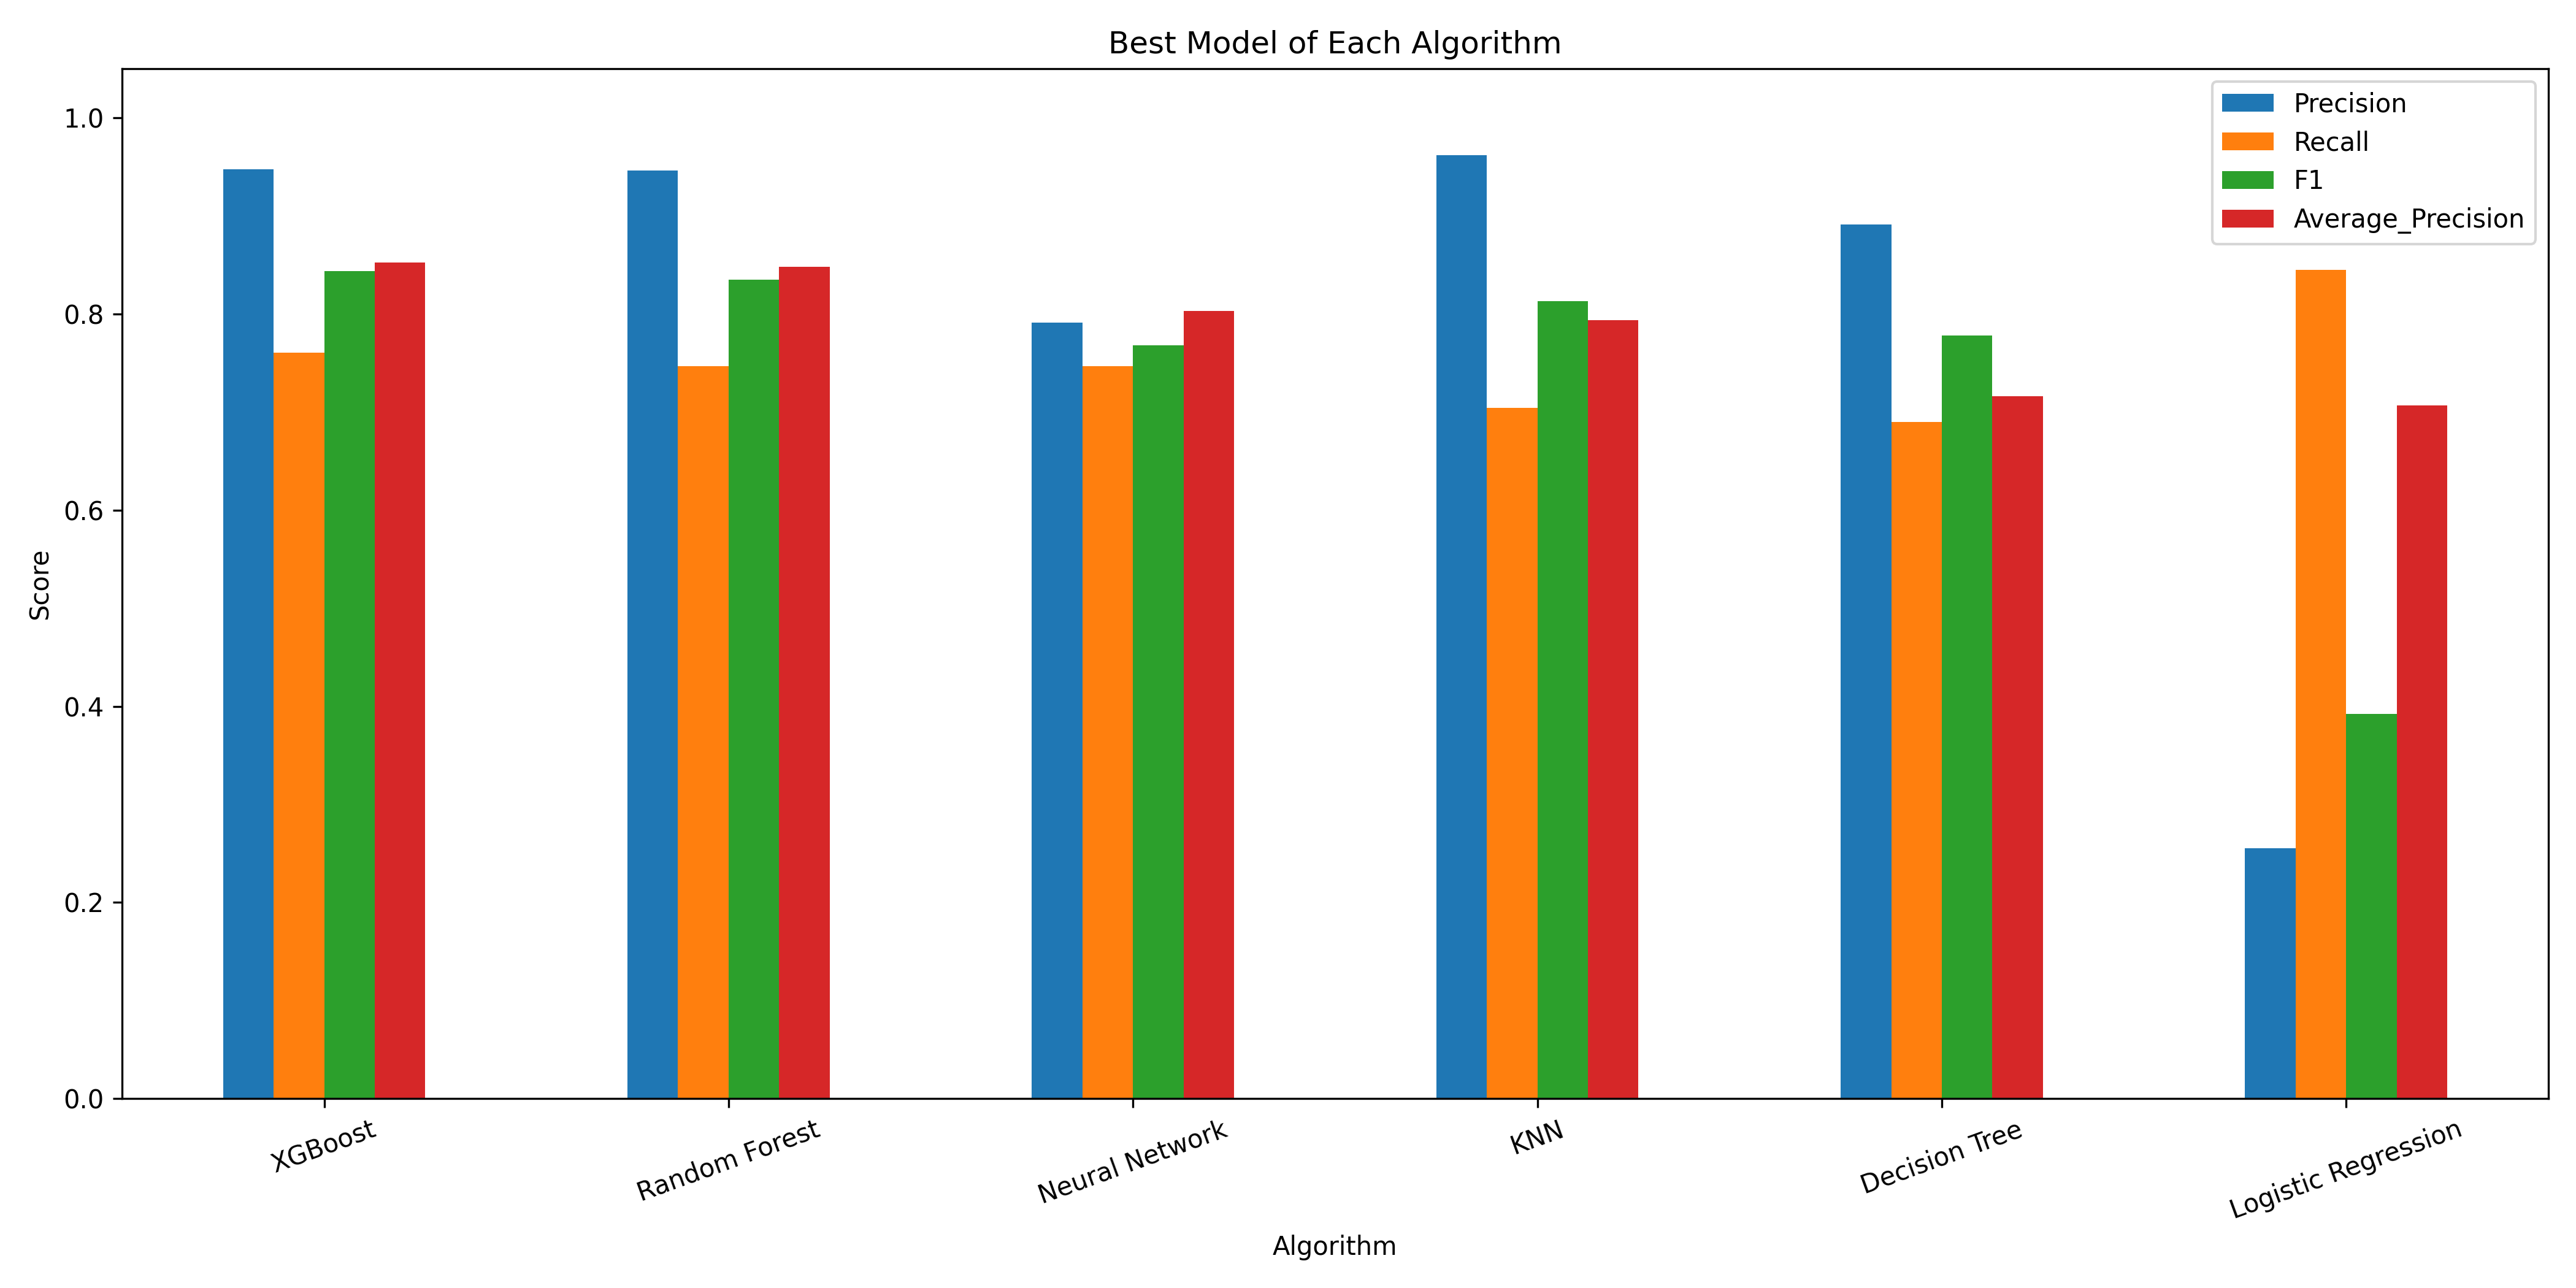 Best Model of Each Algorithm
Precision
Recall
F1
Average_Precision
1.0
0.8
0.6
0.4
0.2
0.0
Score
XGBoost
Random Forest
Neural Network
KNN
Decision Tree
Logistic Regression
Algorithm